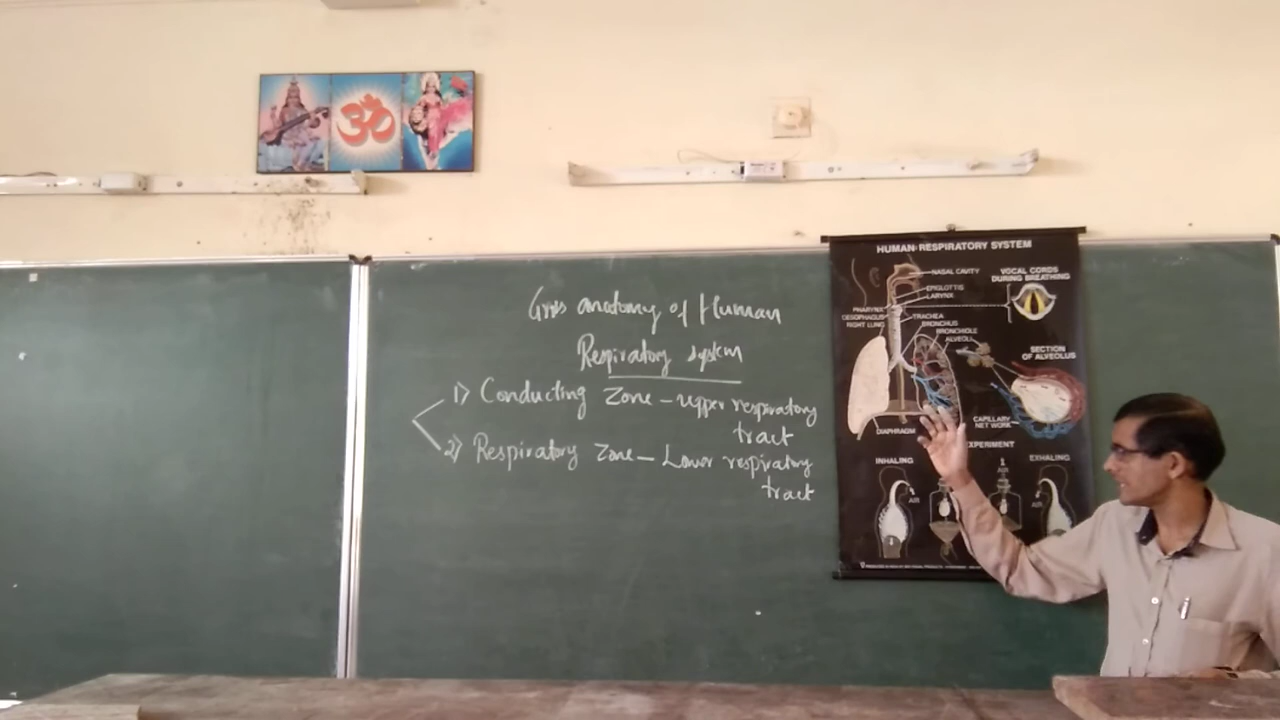 ॐ
Gross anatomy of Human
Respiratory system
1) Conducting Zone - upper respiratory
tract
2) Respiratory Zone - Lower respiratory
tract
HUMAN RESPIRATORY SYSTEM
NASAL CAVITY
VOCAL CORDS
DURING BREATHING
EPIGLOTTIS
LARYNX
PHARYNX
OESOPHAGUS
RIGHT LUNG
TRACHEA
BRONCHUS
BRONCHIOLE
ALVEOLI
SECTION
OF ALVEOLUS
CAPILLARY
NET WORK
DIAPHRAGM
EXPERIMENT
INHALING
EXHALING
AIR
AIR
AIR